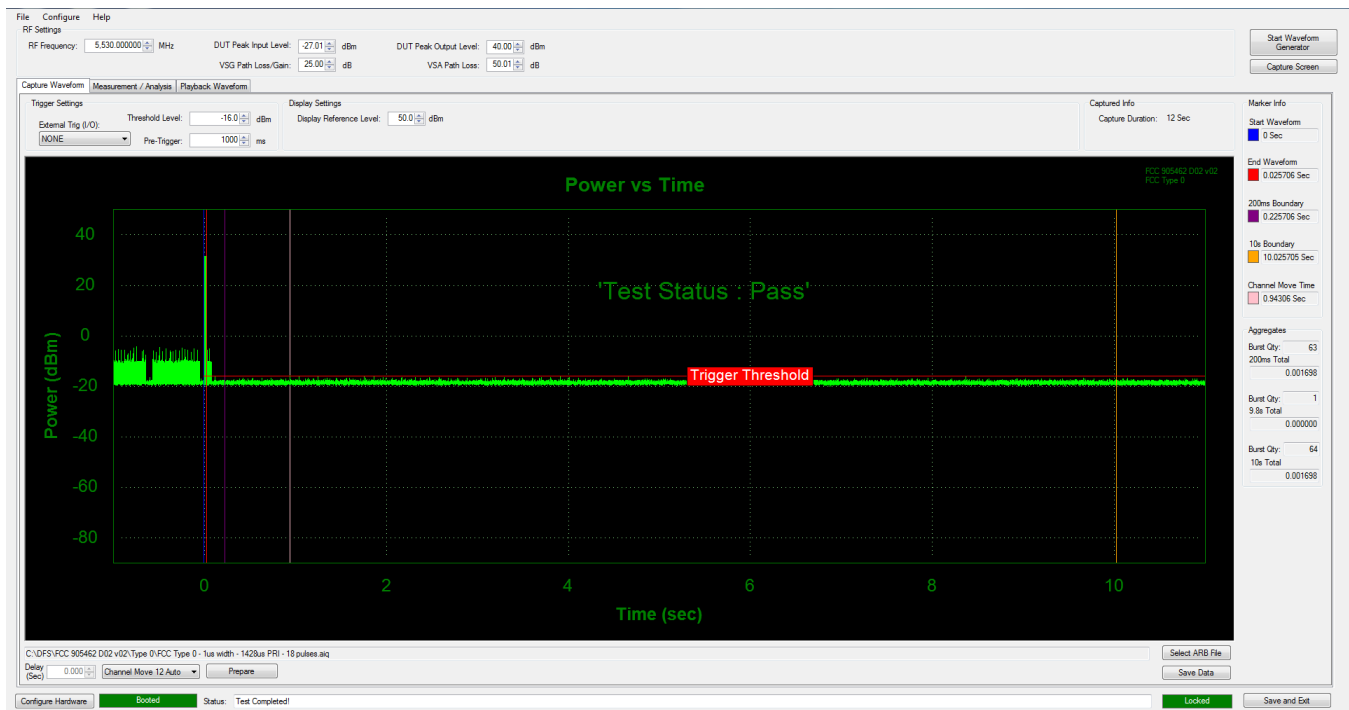 File Configure Help
RF Settings
RF Frequency: 5,530.000000 MHz DUT Peak Input Level: -27.01 dBm DUT Peak Output Level: 40.00 dBm
VSG Path Loss/Gain: 25.00 dB VSA Path Loss: 50.01 dB
Start Waveform Generator
Capture Screen
Capture Waveform Measurement / Analysis Playback Waveform
Trigger Settings
External Trig (I/O): Threshold Level: -16.0 dBm
NONE Pre-Trigger: 1000 ms
Display Settings
Display Reference Level: 50.0 dBm
Captured Info
Capture Duration: 12 Sec
Marker Info
Start Waveform
0 Sec
End Waveform
0.025706 Sec
200ms Boundary
0.225706 Sec
10s Boundary
10.025705 Sec
Channel Move Time
0.94306 Sec
Aggregates
Burst Qty: 63
200ms Total
0.001698
Burst Qty: 1
9.8s Total
0.000000
Burst Qty: 64
10s Total
0.001698
Power vs Time
FCC 905462 D02 v02
FCC Type 0
'Test Status : Pass'
Trigger Threshold
Power (dBm)
40
20
0
-20
-40
-60
-80
0 2 4 6 8 10
Time (sec)
C:\DFS\FCC 905462 D02 v02\Type 0\FCC Type 0 - 1us width - 1428us PRI - 18 pulses.aiq
Select ARB File
Delay (Sec) 0.000 Channel Move 12 Auto Prepare
Save Data
Configure Hardware Booted Status: Test Completed! Locked Save and Exit